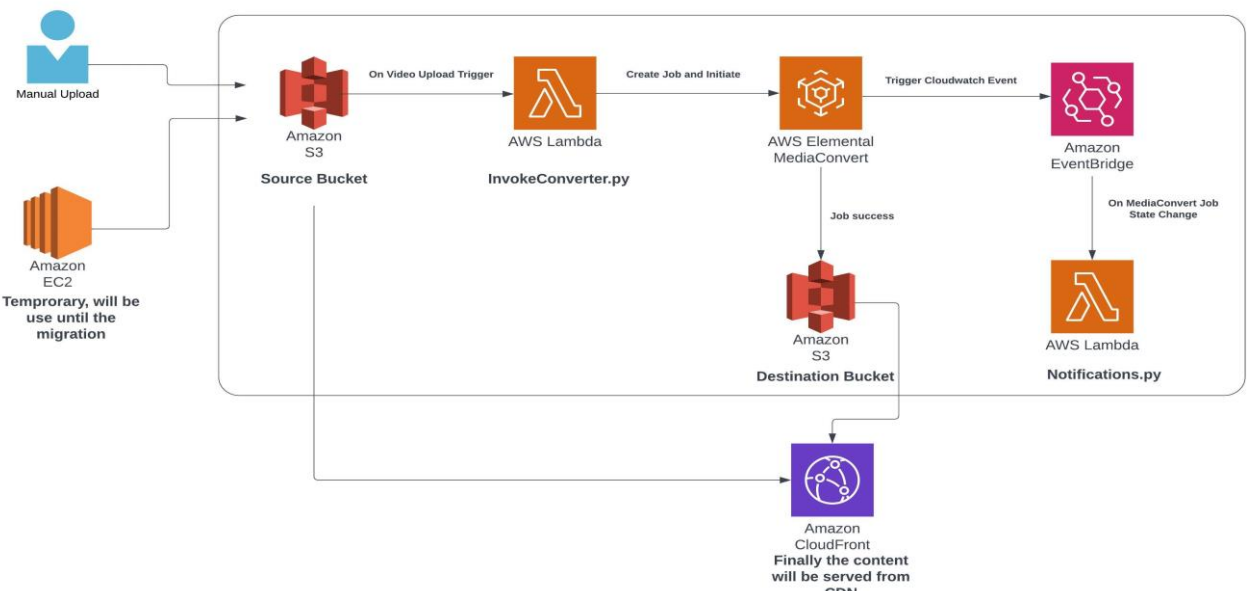 Manual Upload
Amazon
EC2
Temprorary, will be
use until the
migration
On Video Upload Trigger
Create Job and Initiate
Trigger Cloudwatch Event
Amazon
S3
Source Bucket
AWS Lambda
InvokeConverter.py
AWS Elemental
MediaConvert
Amazon
EventBridge
Job success
On MediaConvert Job
State Change
Amazon
S3
Destination Bucket
AWS Lambda
Notifications.py
Amazon
CloudFront
Finally the content
will be served from
CDN